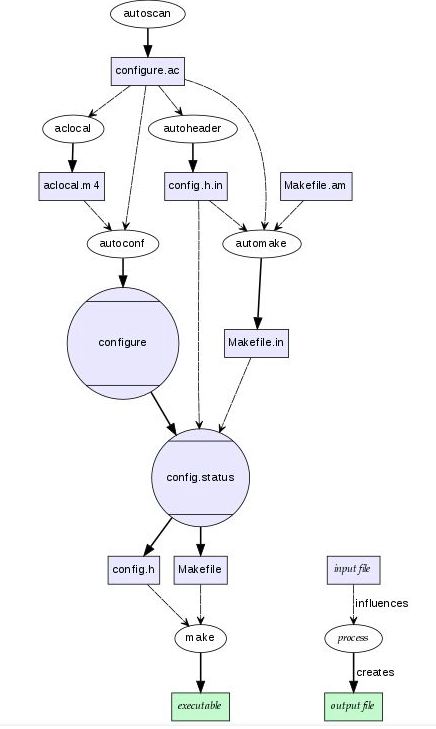 autoscan
configure.ac
aclocal
autoheader
aclocal.m4
config.h.in
Makefile.am
autoconf
automake
configure
Makefile.in
config.status
config.h
Makefile
input file
influences
make
process
creates
executable
output file